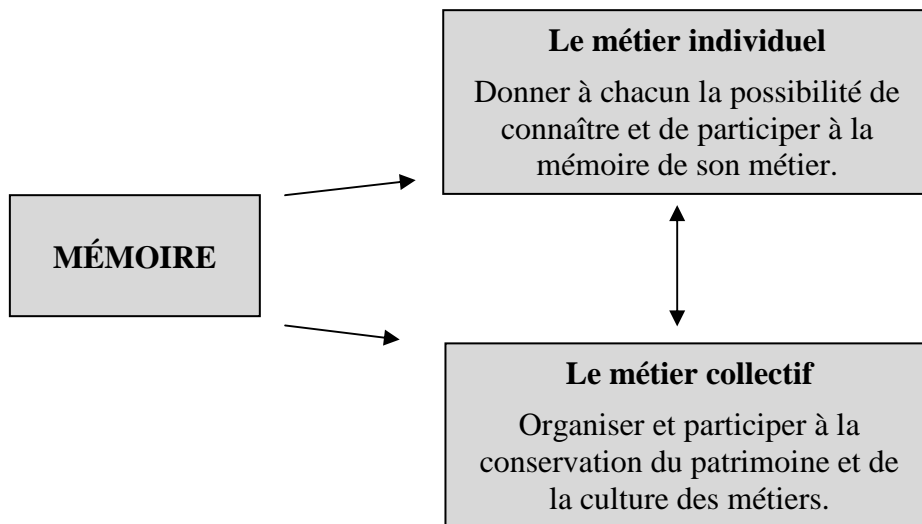 Le métier individuel
Donner à chacun la possibilité de
connaître et de participer à la
mémoire de son métier.
MÉMOIRE
Le métier collectif
Organiser et participer à la
conservation du patrimoine et de
la culture des métiers.